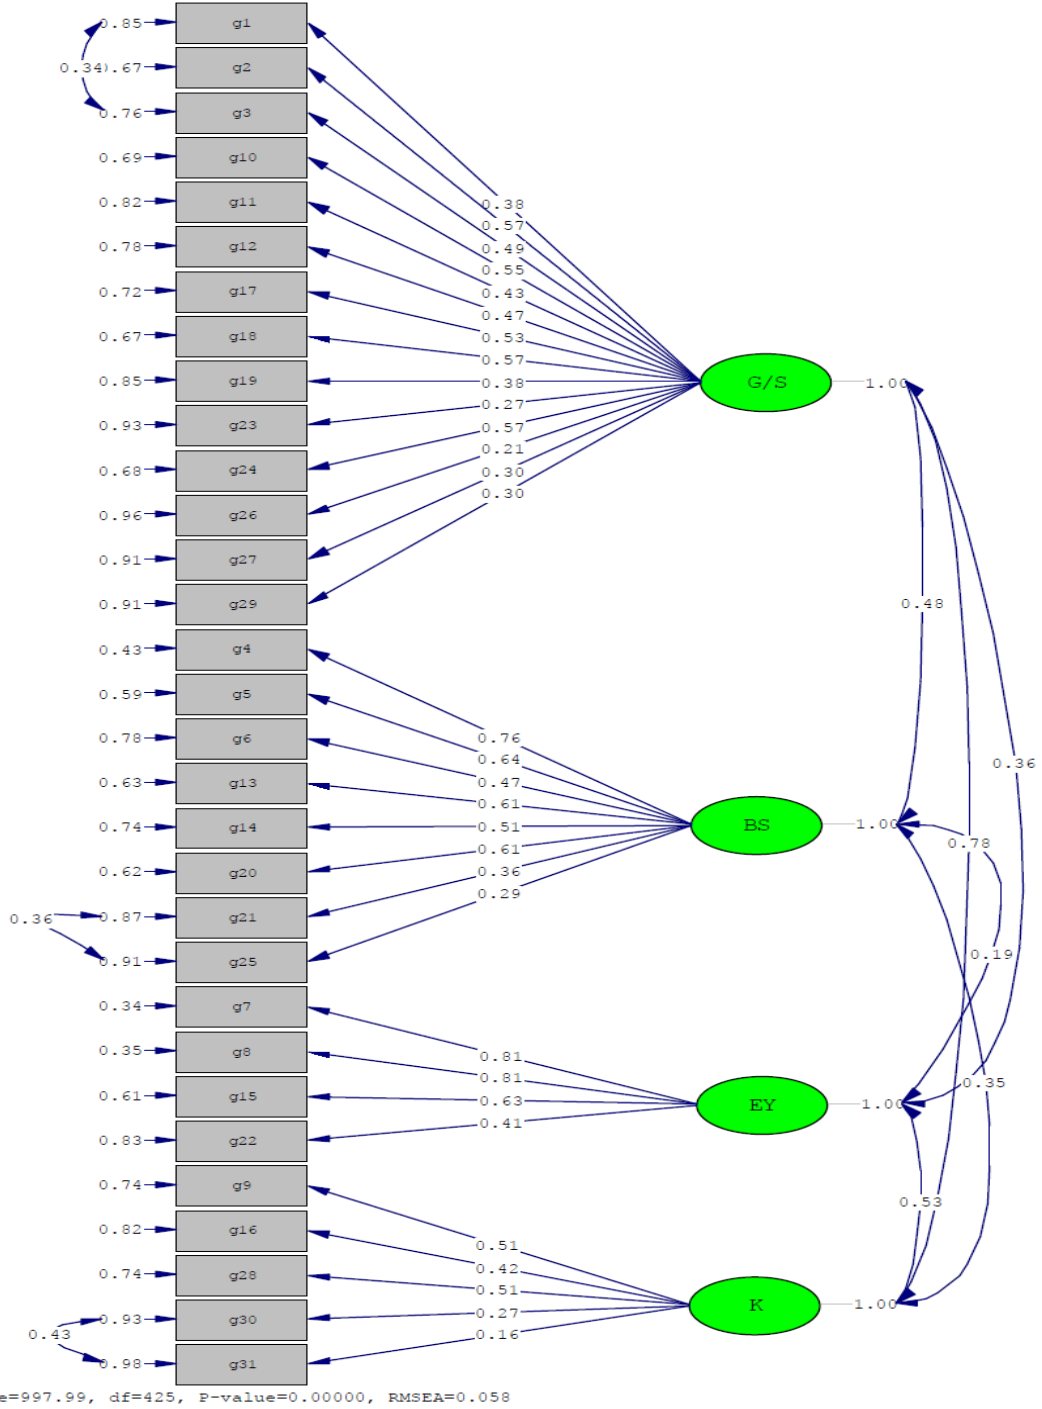 0.85 g1
0.34 0.67 g2
0.76 g3
0.69 g10
0.82 g11
0.38
0.57
0.78 g12 0.49
0.55
0.72 g17 0.43
0.47
0.67 g18 0.53
0.57
0.85 g19 0.38 G/S 1.00
0.27
0.93 g23 0.57
0.21
0.68 g24 0.30
0.30
0.96 g26
0.91 g27
0.91 g29 0.48
0.43 g4
0.59 g5
0.78 g6 0.76
0.64 0.36
0.63 g13 0.47
0.61
0.74 g14 0.51 BS 1.00
0.61 0.78
0.62 g20 0.36
0.29
0.36 0.87 g21
0.91 g25 0.19
0.34 g7
0.35 g8 0.81
0.81 0.35
0.61 g15 0.63 EY 1.00
0.41
0.83 g22
0.74 g9 0.53
0.82 g16 0.51
0.42
0.74 g28 0.51
0.27 K 1.00
0.93 g30 0.16
0.43
0.98 g31
e=997.99, df=425, P-value=0.00000, RMSEA=0.058